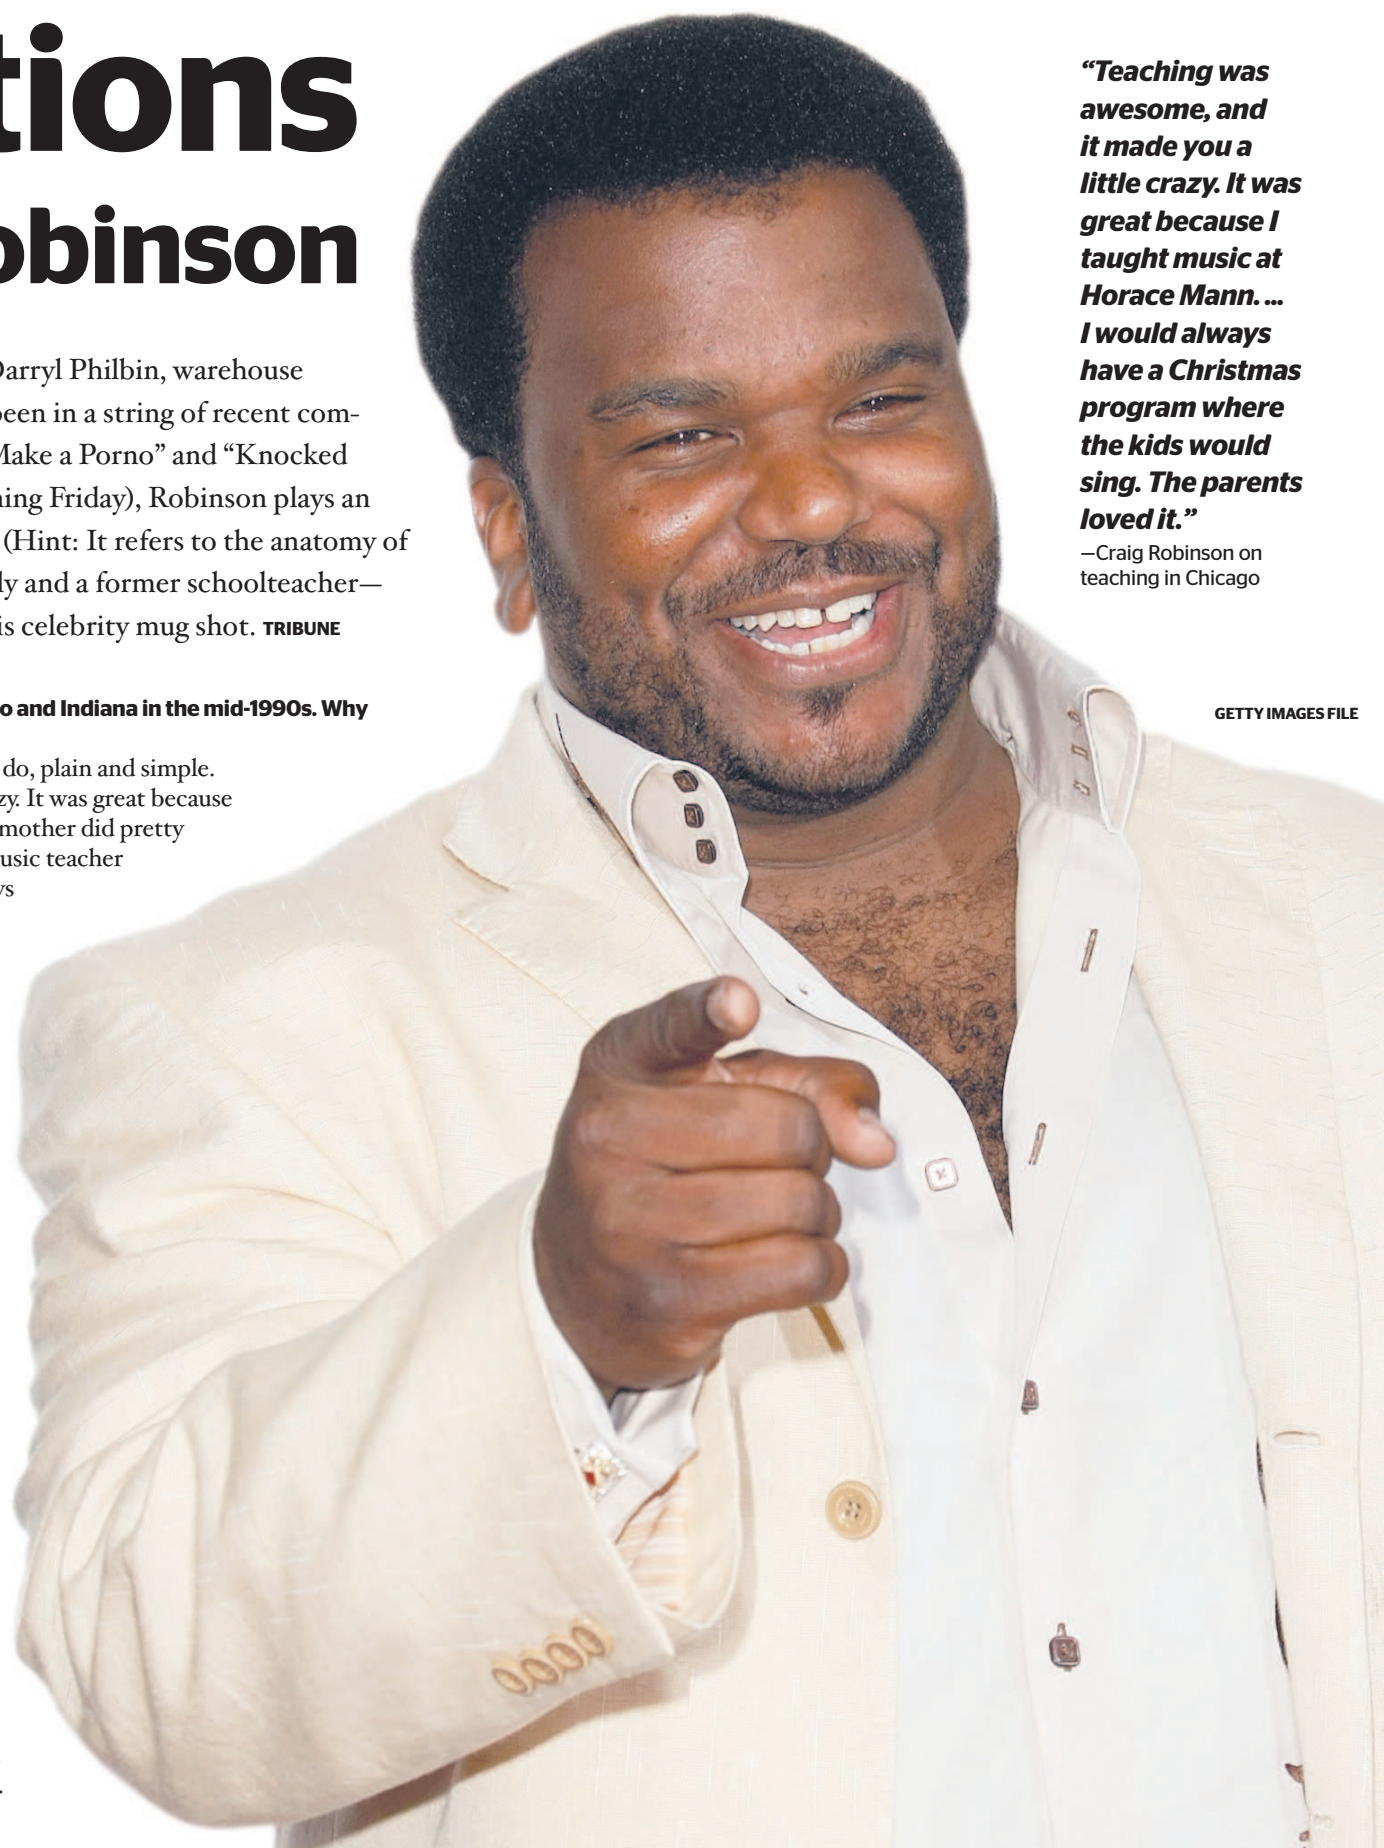 tions
obinson
Darryl Philbin, warehouse
been in a string of recent com-
Make a Porno” and “Knocked
ning Friday), Robinson plays an
(Hint: It refers to the anatomy of
ly and a former schoolteacher—
is celebrity mug shot. TRIBUNE
o and Indiana in the mid-1990s. Why
do, plain and simple.
zy. It was great because
mother did pretty
usic teacher
ys
“Teaching was
awesome, and
it made you a
little crazy. It was
great because I
taught music at
Horace Mann. ...
I would always
have a Christmas
program where
the kids would
sing. The parents
loved it.”
—Craig Robinson on
teaching in Chicago
GETTY IMAGES FILE